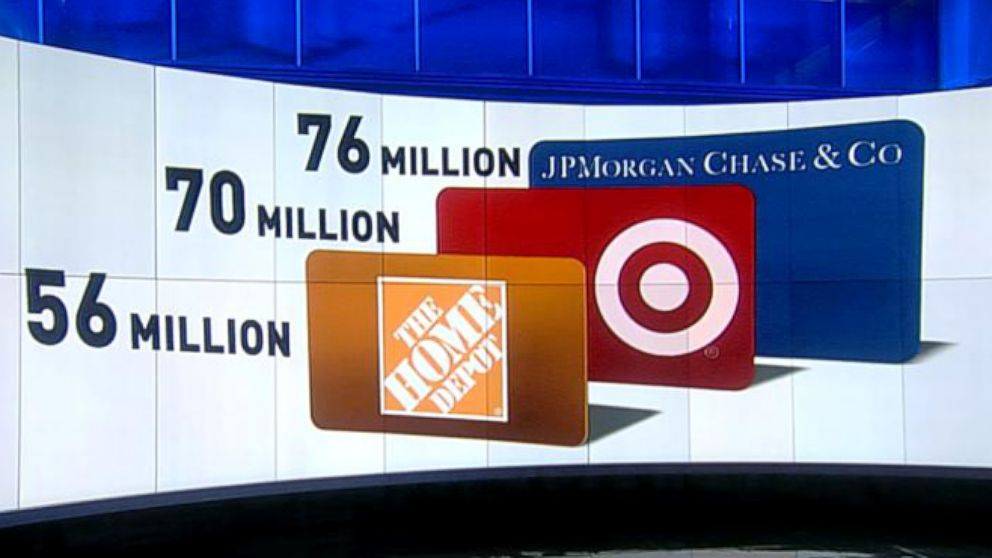 76 MILLION
JPMORGAN CHASE & CO
70 MILLION
56 MILLION
THE
HOME
DEPOT
®
®